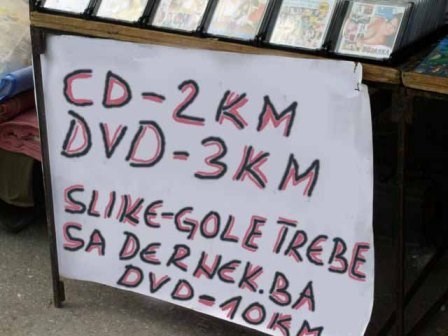 CD-2KM
DVD-3KM
SLIKE-GOLE TREBE
SA DERNEK.BA
DVD-10KM